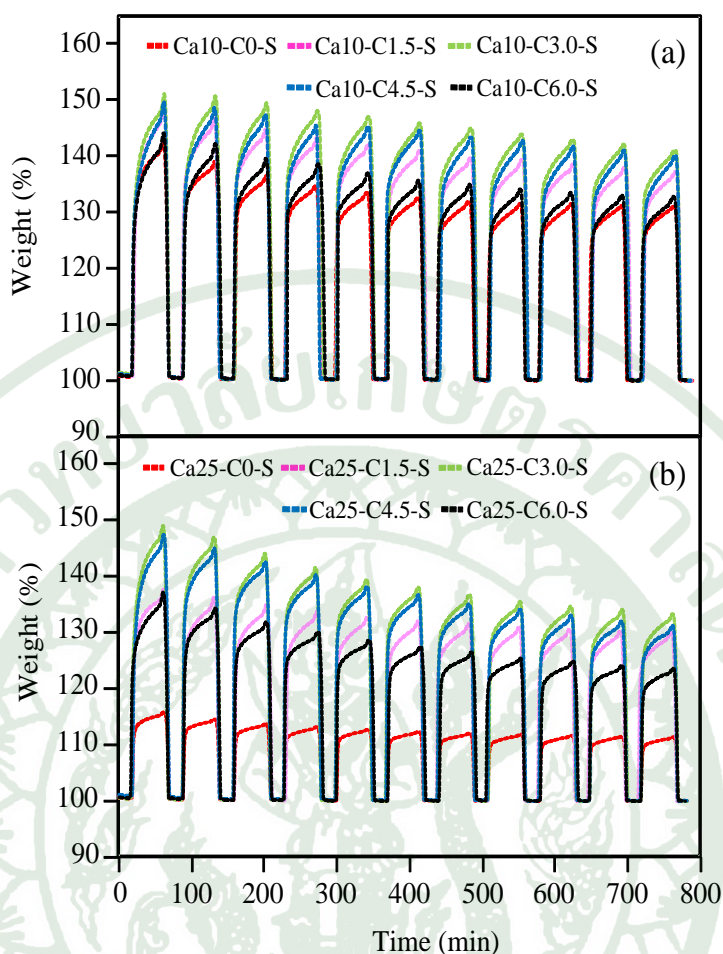 160
Ca10-C0-S Ca10-C1.5-S Ca10-C3.0-S (a)
150
Ca10-C4.5-S Ca10-C6.0-S
140
130
120
110
100
90
Weight (%)
160
Ca25-C0-S Ca25-C1.5-S Ca25-C3.0-S (b)
150
Ca25-C4.5-S Ca25-C6.0-S
140
130
120
110
100
90
Weight (%)
0 100 200 300 400 500 600 700 800
Time (min)